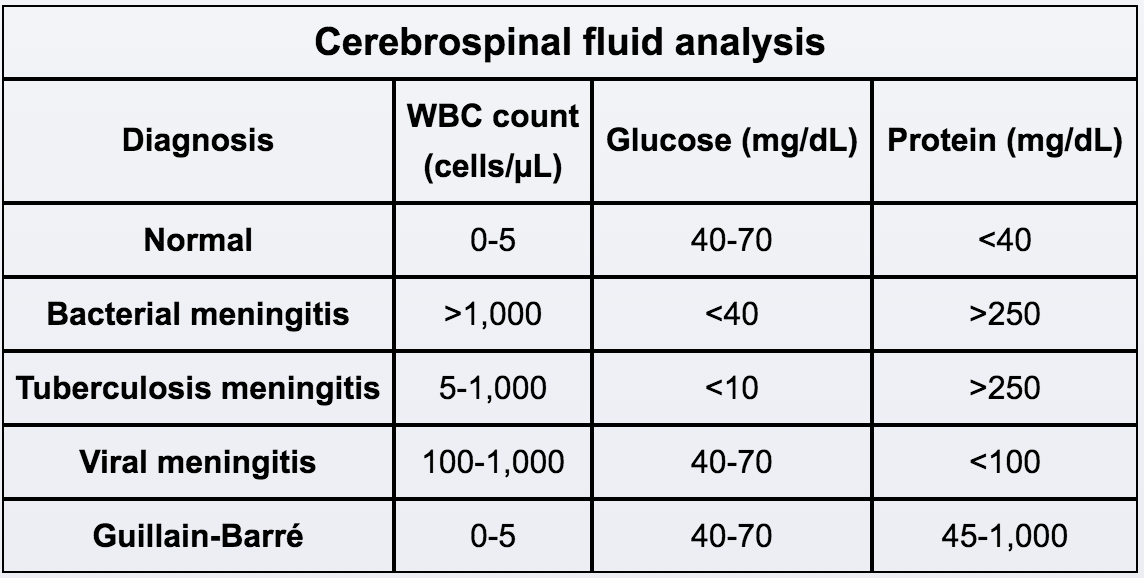 Cerebrospinal fluid analysis
Diagnosis WBC count (cells/µL) Glucose (mg/dL) Protein (mg/dL)
Normal 0-5 40-70 <40
Bacterial meningitis >1,000 <40 >250
Tuberculosis meningitis 5-1,000 <10 >250
Viral meningitis 100-1,000 40-70 <100
Guillain-Barré 0-5 40-70 45-1,000